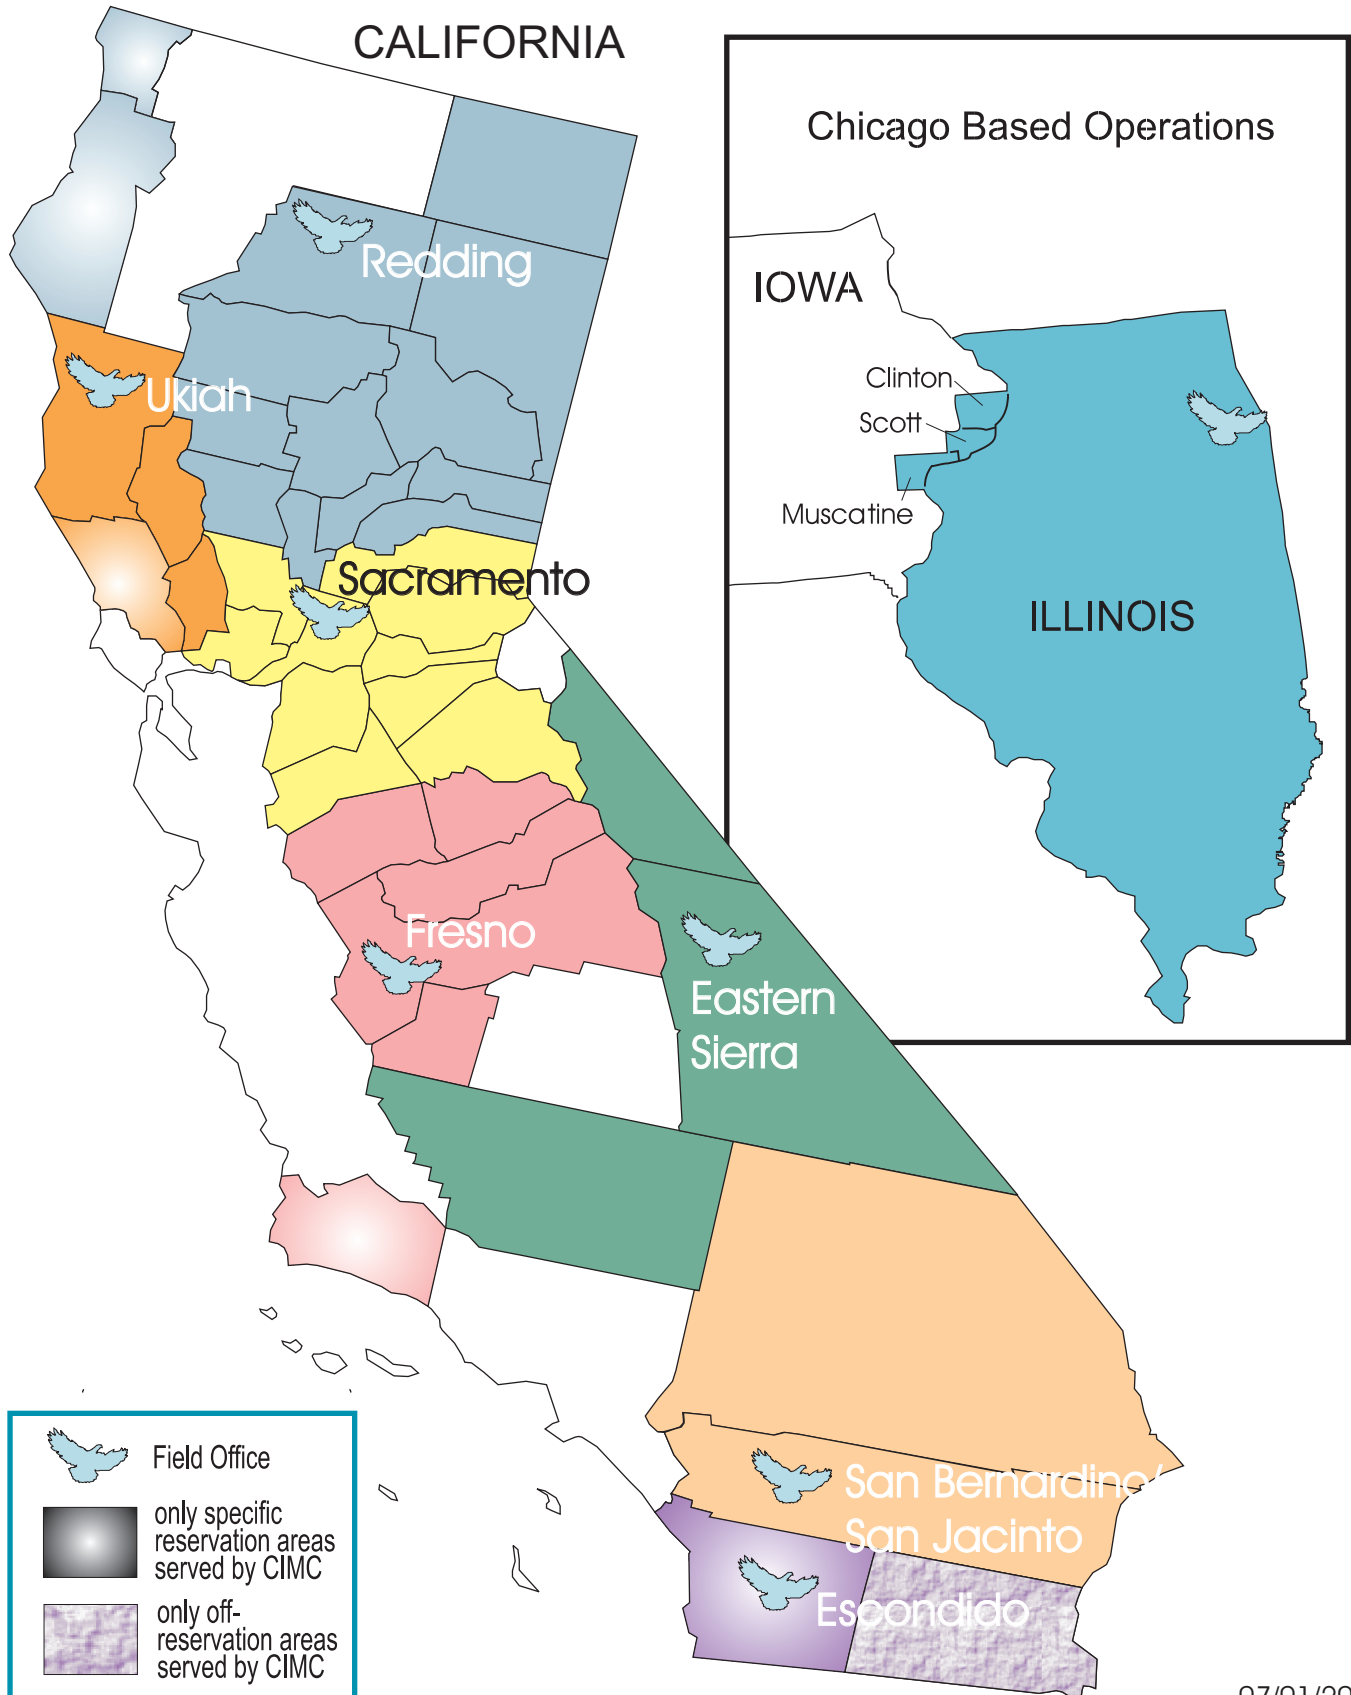 CALIFORNIA
Chicago Based Operations
Redding
IOWA
Clinton
Ukiah
Scott
Muscatine
Sacramento
ILLINOIS
Fresno
Eastern
Sierra
San Bernardino/
San Jacinto
Escondido
Field Office
only specific
reservation areas
served by CIMC
only off-
reservation areas
served by CIMC